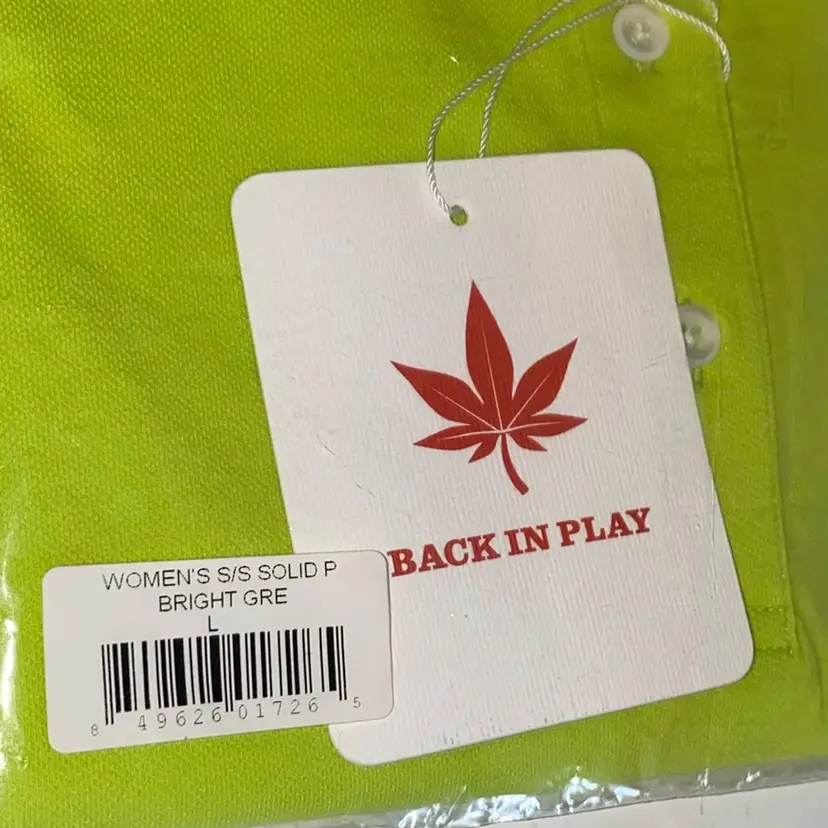 BACK IN PLAY
WOMEN'S S/S SOLID P
BRIGHT GRE
L
8 49626 01726 5